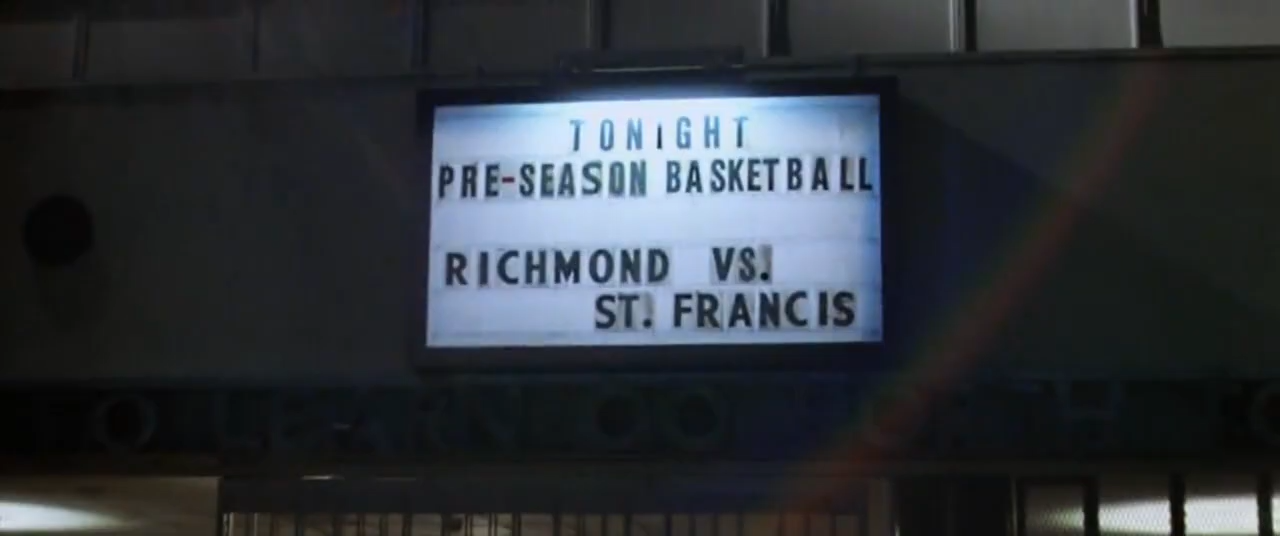 TONiGHT
PRE-SEASON BASKETBALL
RICHMOND VS.
ST. FRANCIS